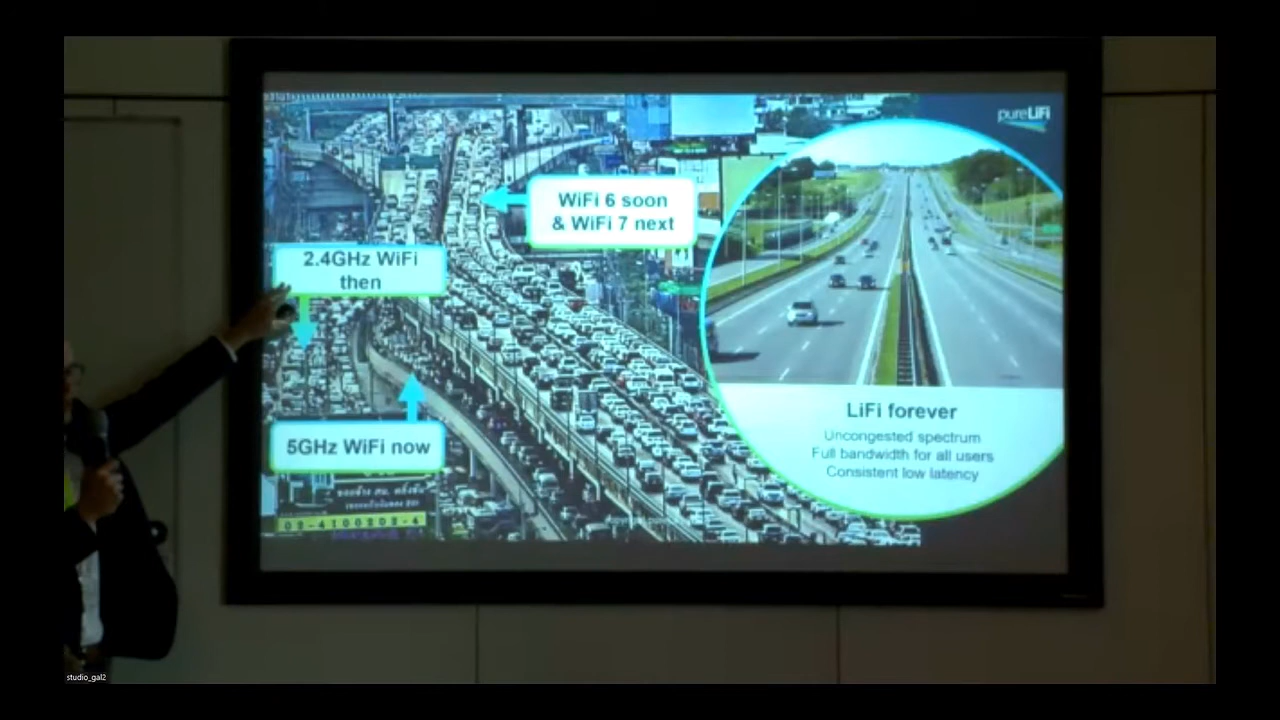 pureLiFi
WiFi 6 soon
& WiFi 7 next
2.4GHz WiFi
then
5GHz WiFi now
LiFi forever
Uncongested spectrum
Full bandwidth for all users
Consistent low latency
studio_gal2